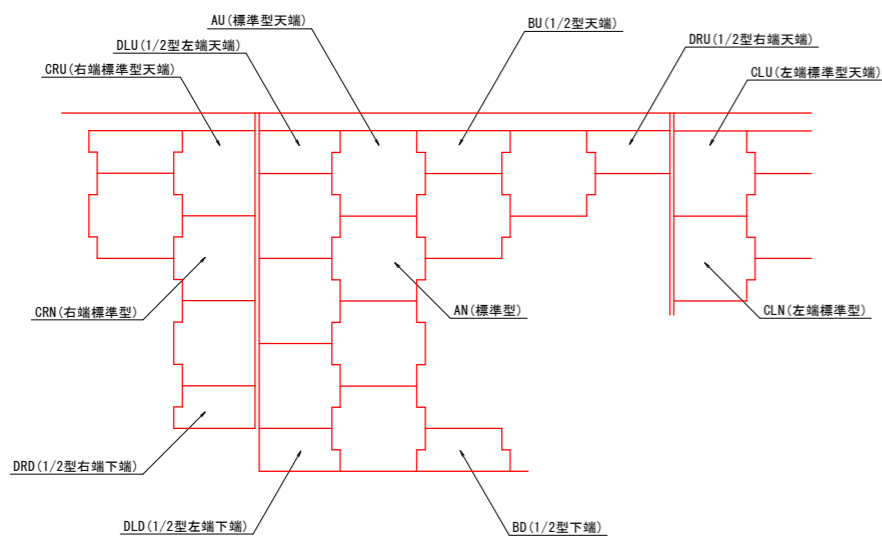 AU(標準型天端)
BU(1/2型天端)
DLU(1/2型左端天端)
DRU(1/2型右端天端)
CRU(右端標準型天端)
CLU(左端標準型天端)
CRN(右端標準型)
AN(標準型)
CLN(左端標準型)
DRD(1/2型右端下端)
DLD(1/2型左端下端)
BD(1/2型下端)